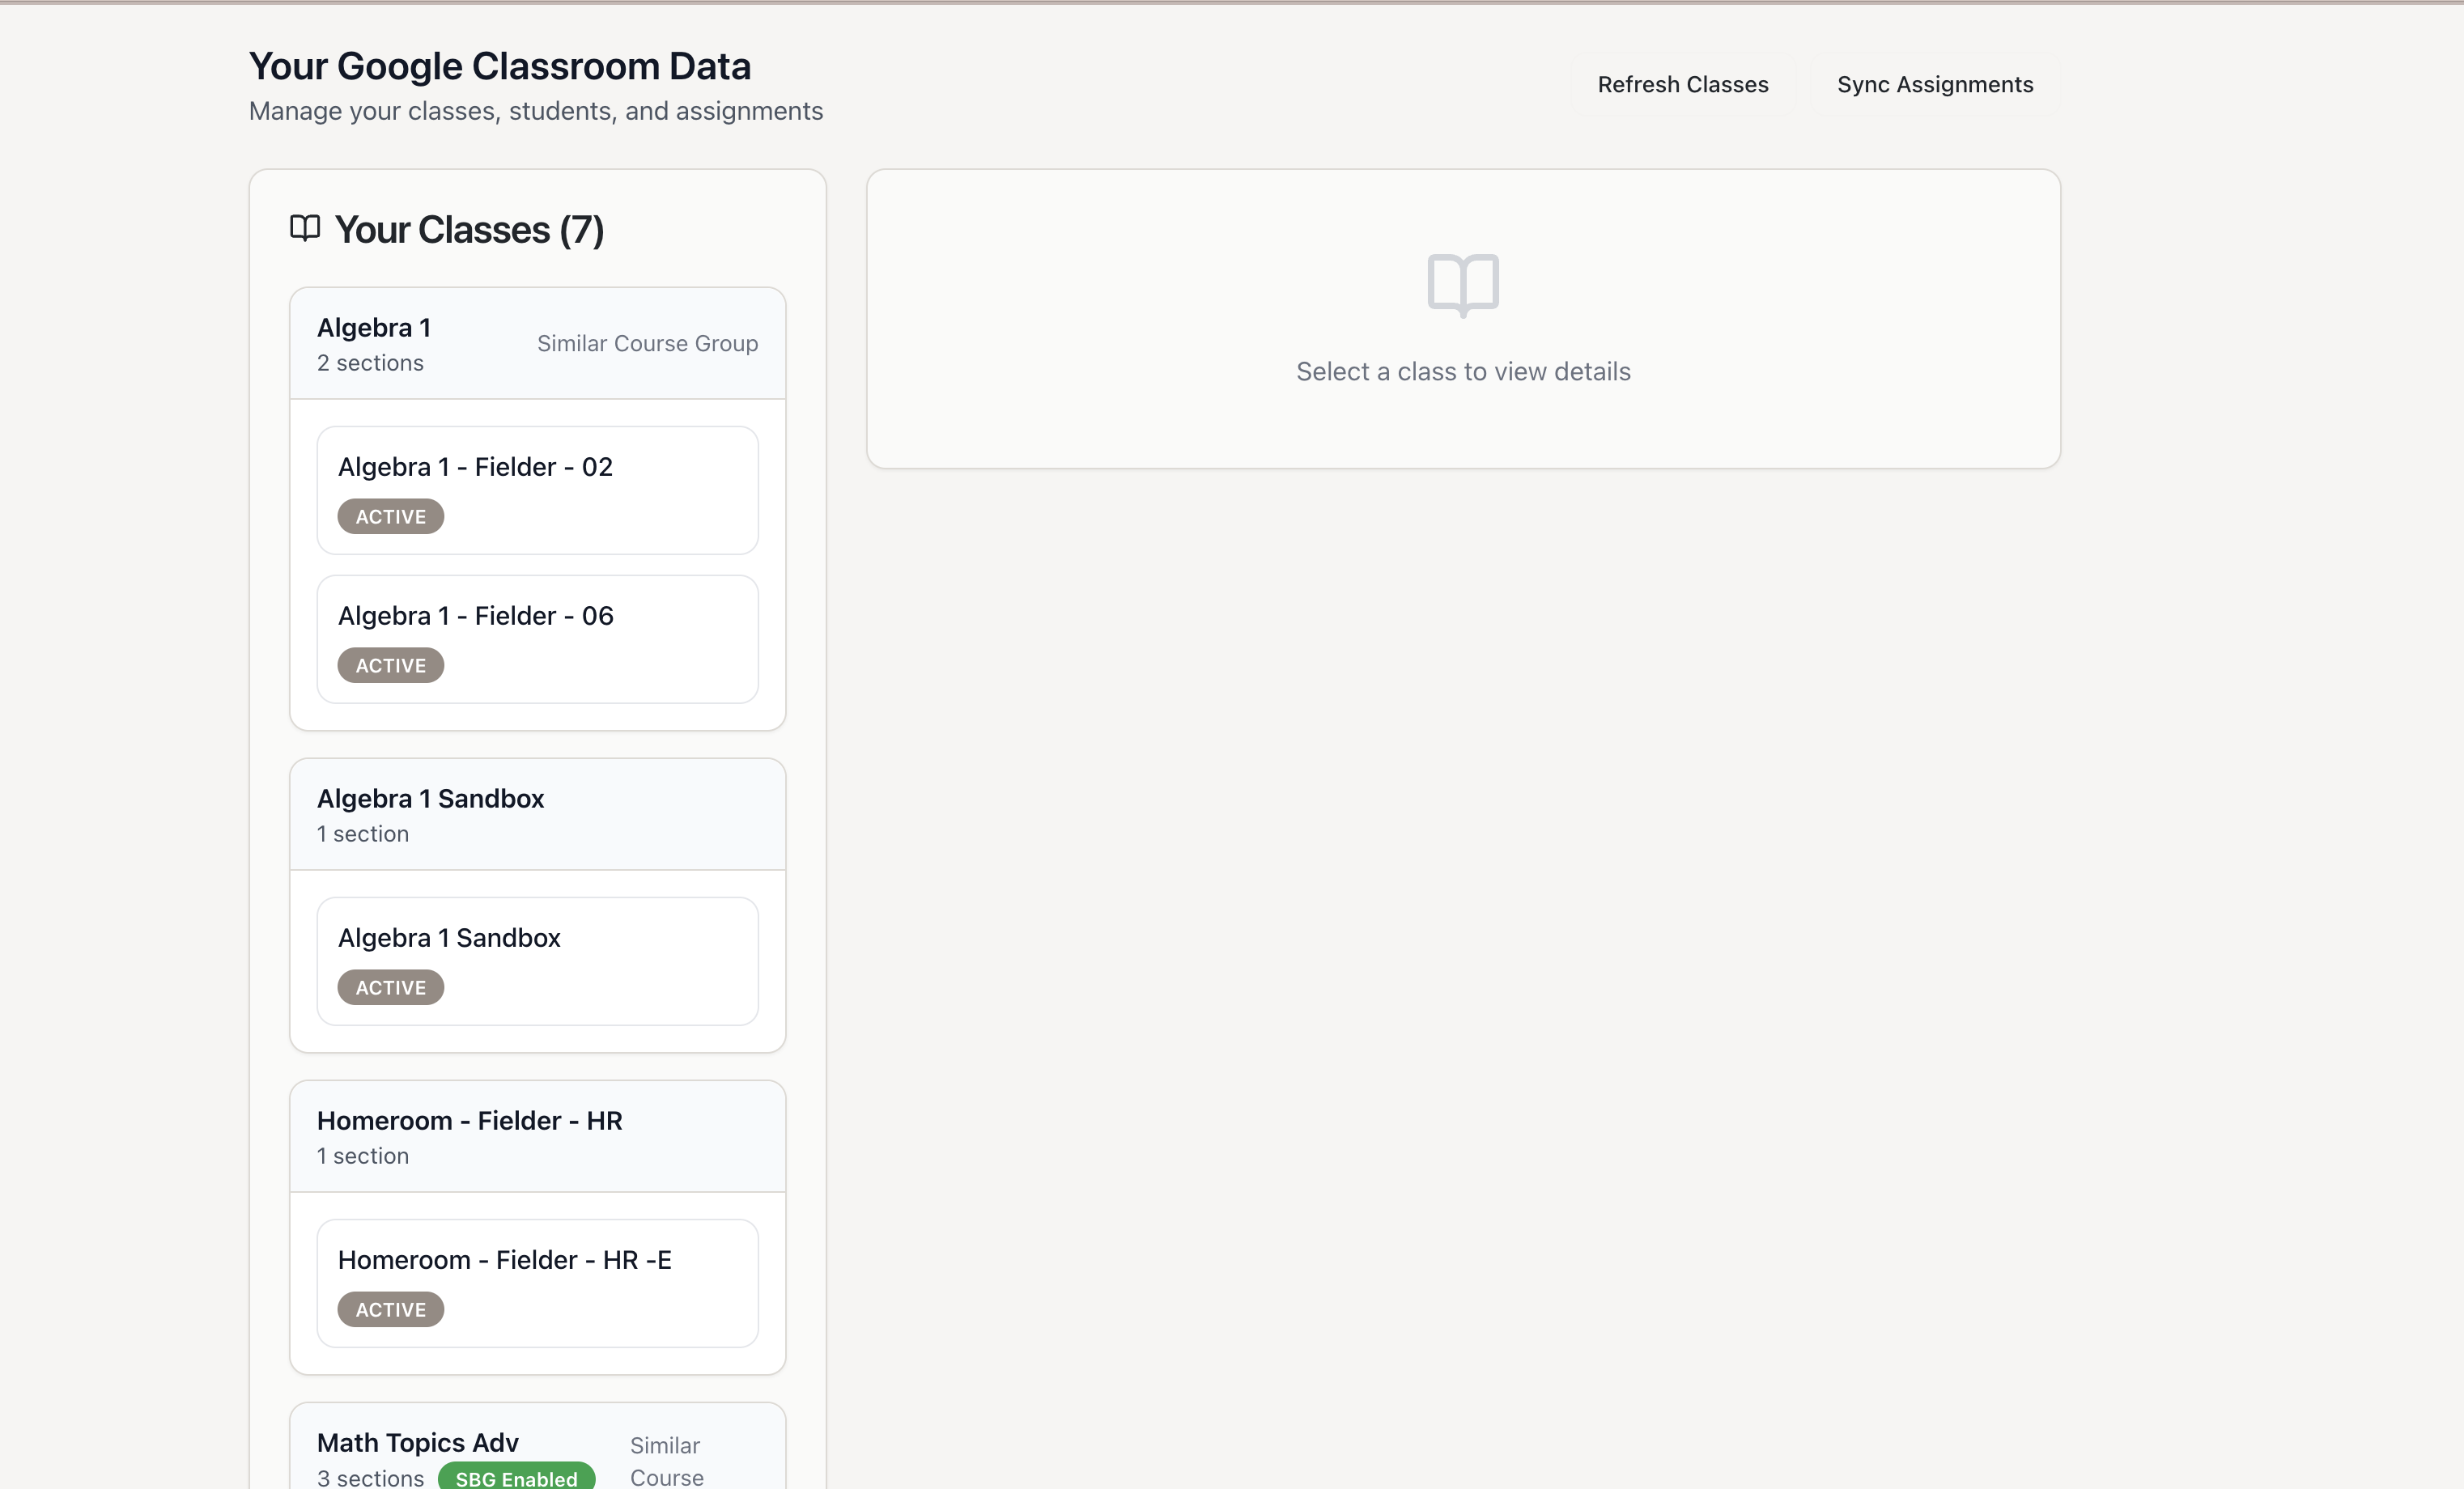 Your Google Classroom Data
Manage your classes, students, and assignments
Refresh Classes
Sync Assignments
Your Classes (7)
Algebra 1
2 sections
Similar Course Group
Algebra 1 - Fielder - 02
ACTIVE
Algebra 1 - Fielder - 06
ACTIVE
Algebra 1 Sandbox
1 section
Algebra 1 Sandbox
ACTIVE
Homeroom - Fielder - HR
1 section
Homeroom - Fielder - HR -E
ACTIVE
Math Topics Adv
3 sections
SBG Enabled
Similar
Course
Select a class to view details